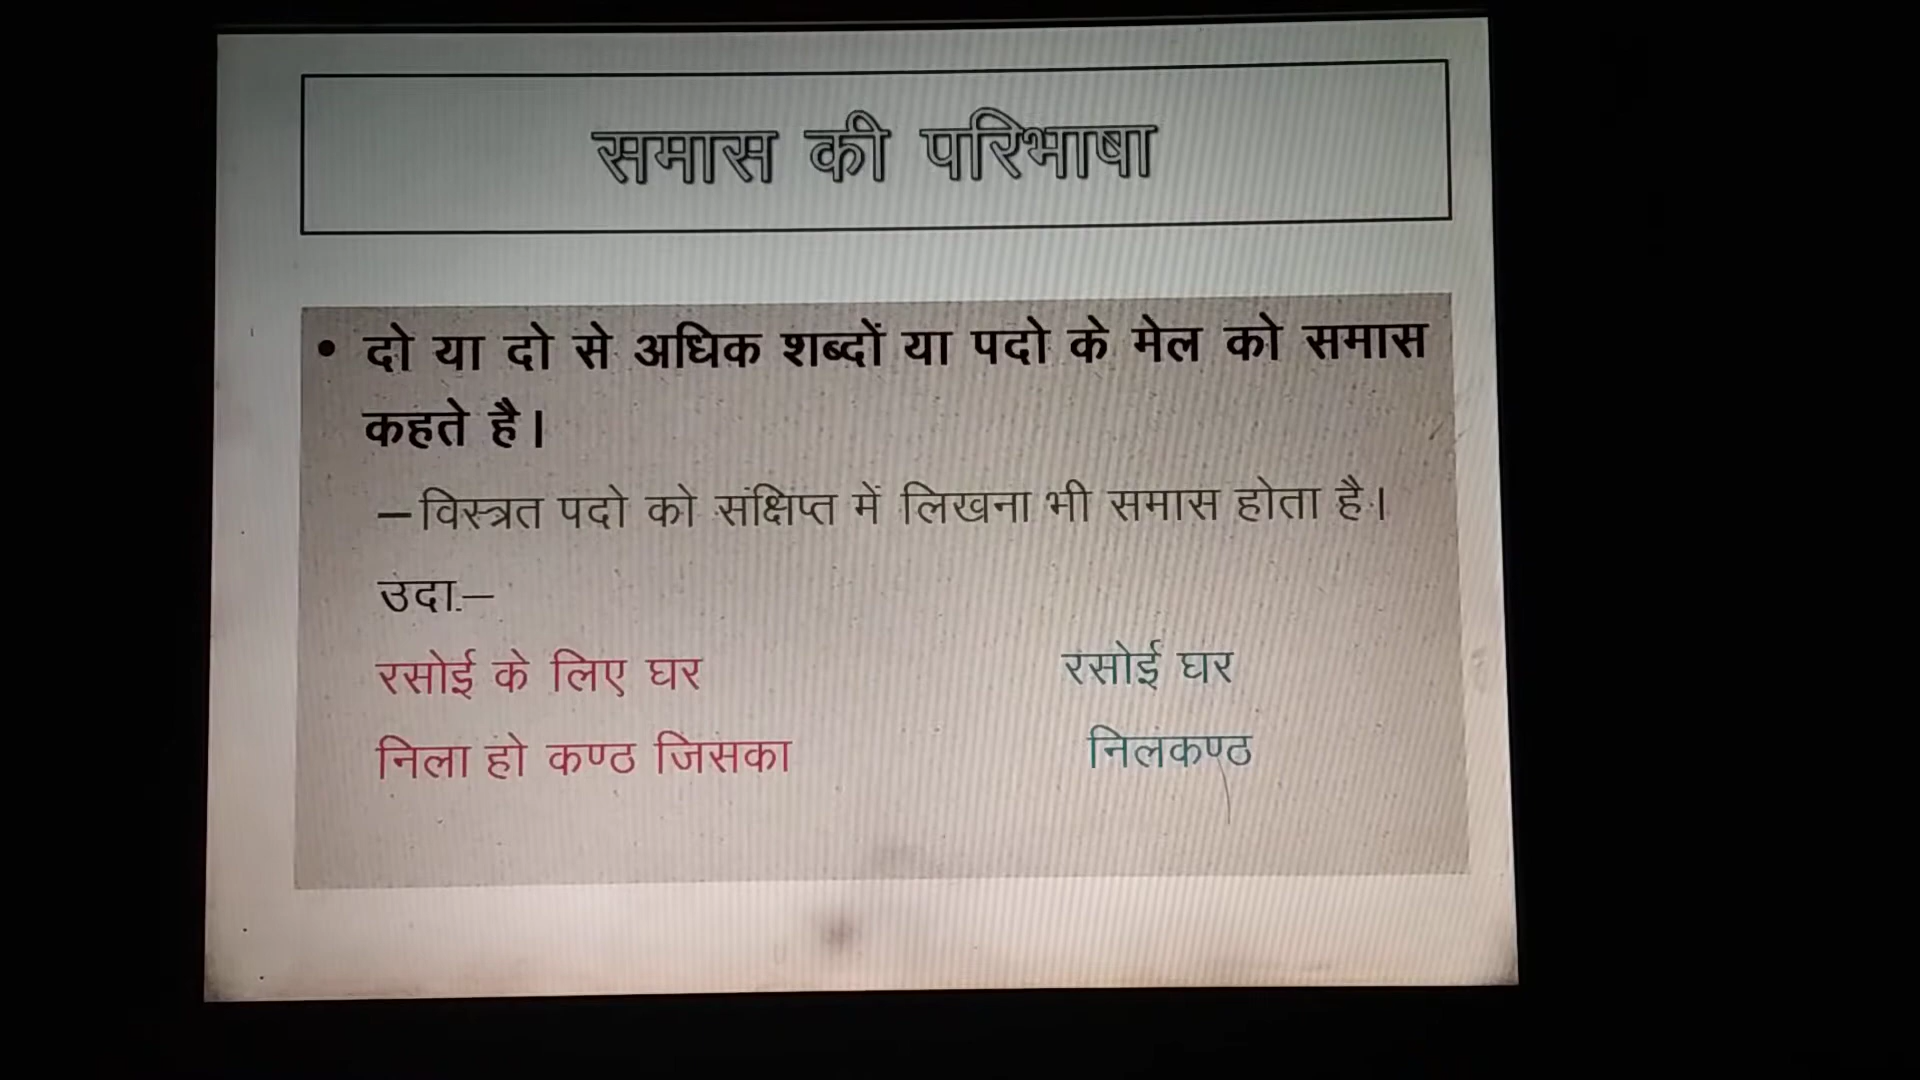 समास की परिभाषा
• दो या दो से अधिक शब्दों या पदो के मेल को समास
कहते है।
–विस्त्रत पदो को संक्षिप्त में लिखना भी समास होता है।
उदा.–
रसोई के लिए घर रसोई घर
निला हो कण्ठ जिसका निलकण्ठ